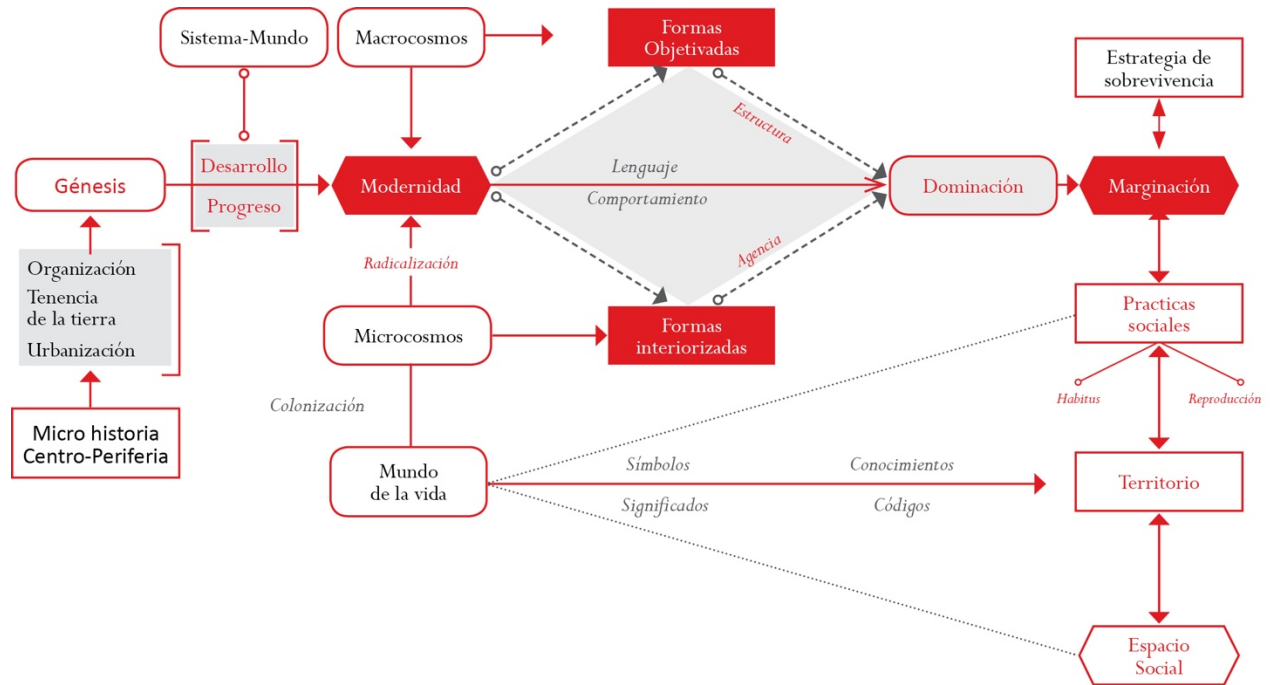 Sistema-Mundo
Macrocosmos
Formas
Objetivadas
Estrategia de
sobrevivencia
Génesis
Desarrollo
Progreso
Modernidad
Lenguaje
Comportamiento
Estructura
Agencia
Dominación
Marginación
Organización
Tenencia
de la tierra
Urbanización
Radicalización
Microcosmos
Formas
interiorizadas
Practicas
sociales
Habitus
Reproducción
Micro historia
Centro-Periferia
Colonización
Mundo
de la vida
Símbolos
Conocimientos
Significados
Códigos
Territorio
Espacio
Social